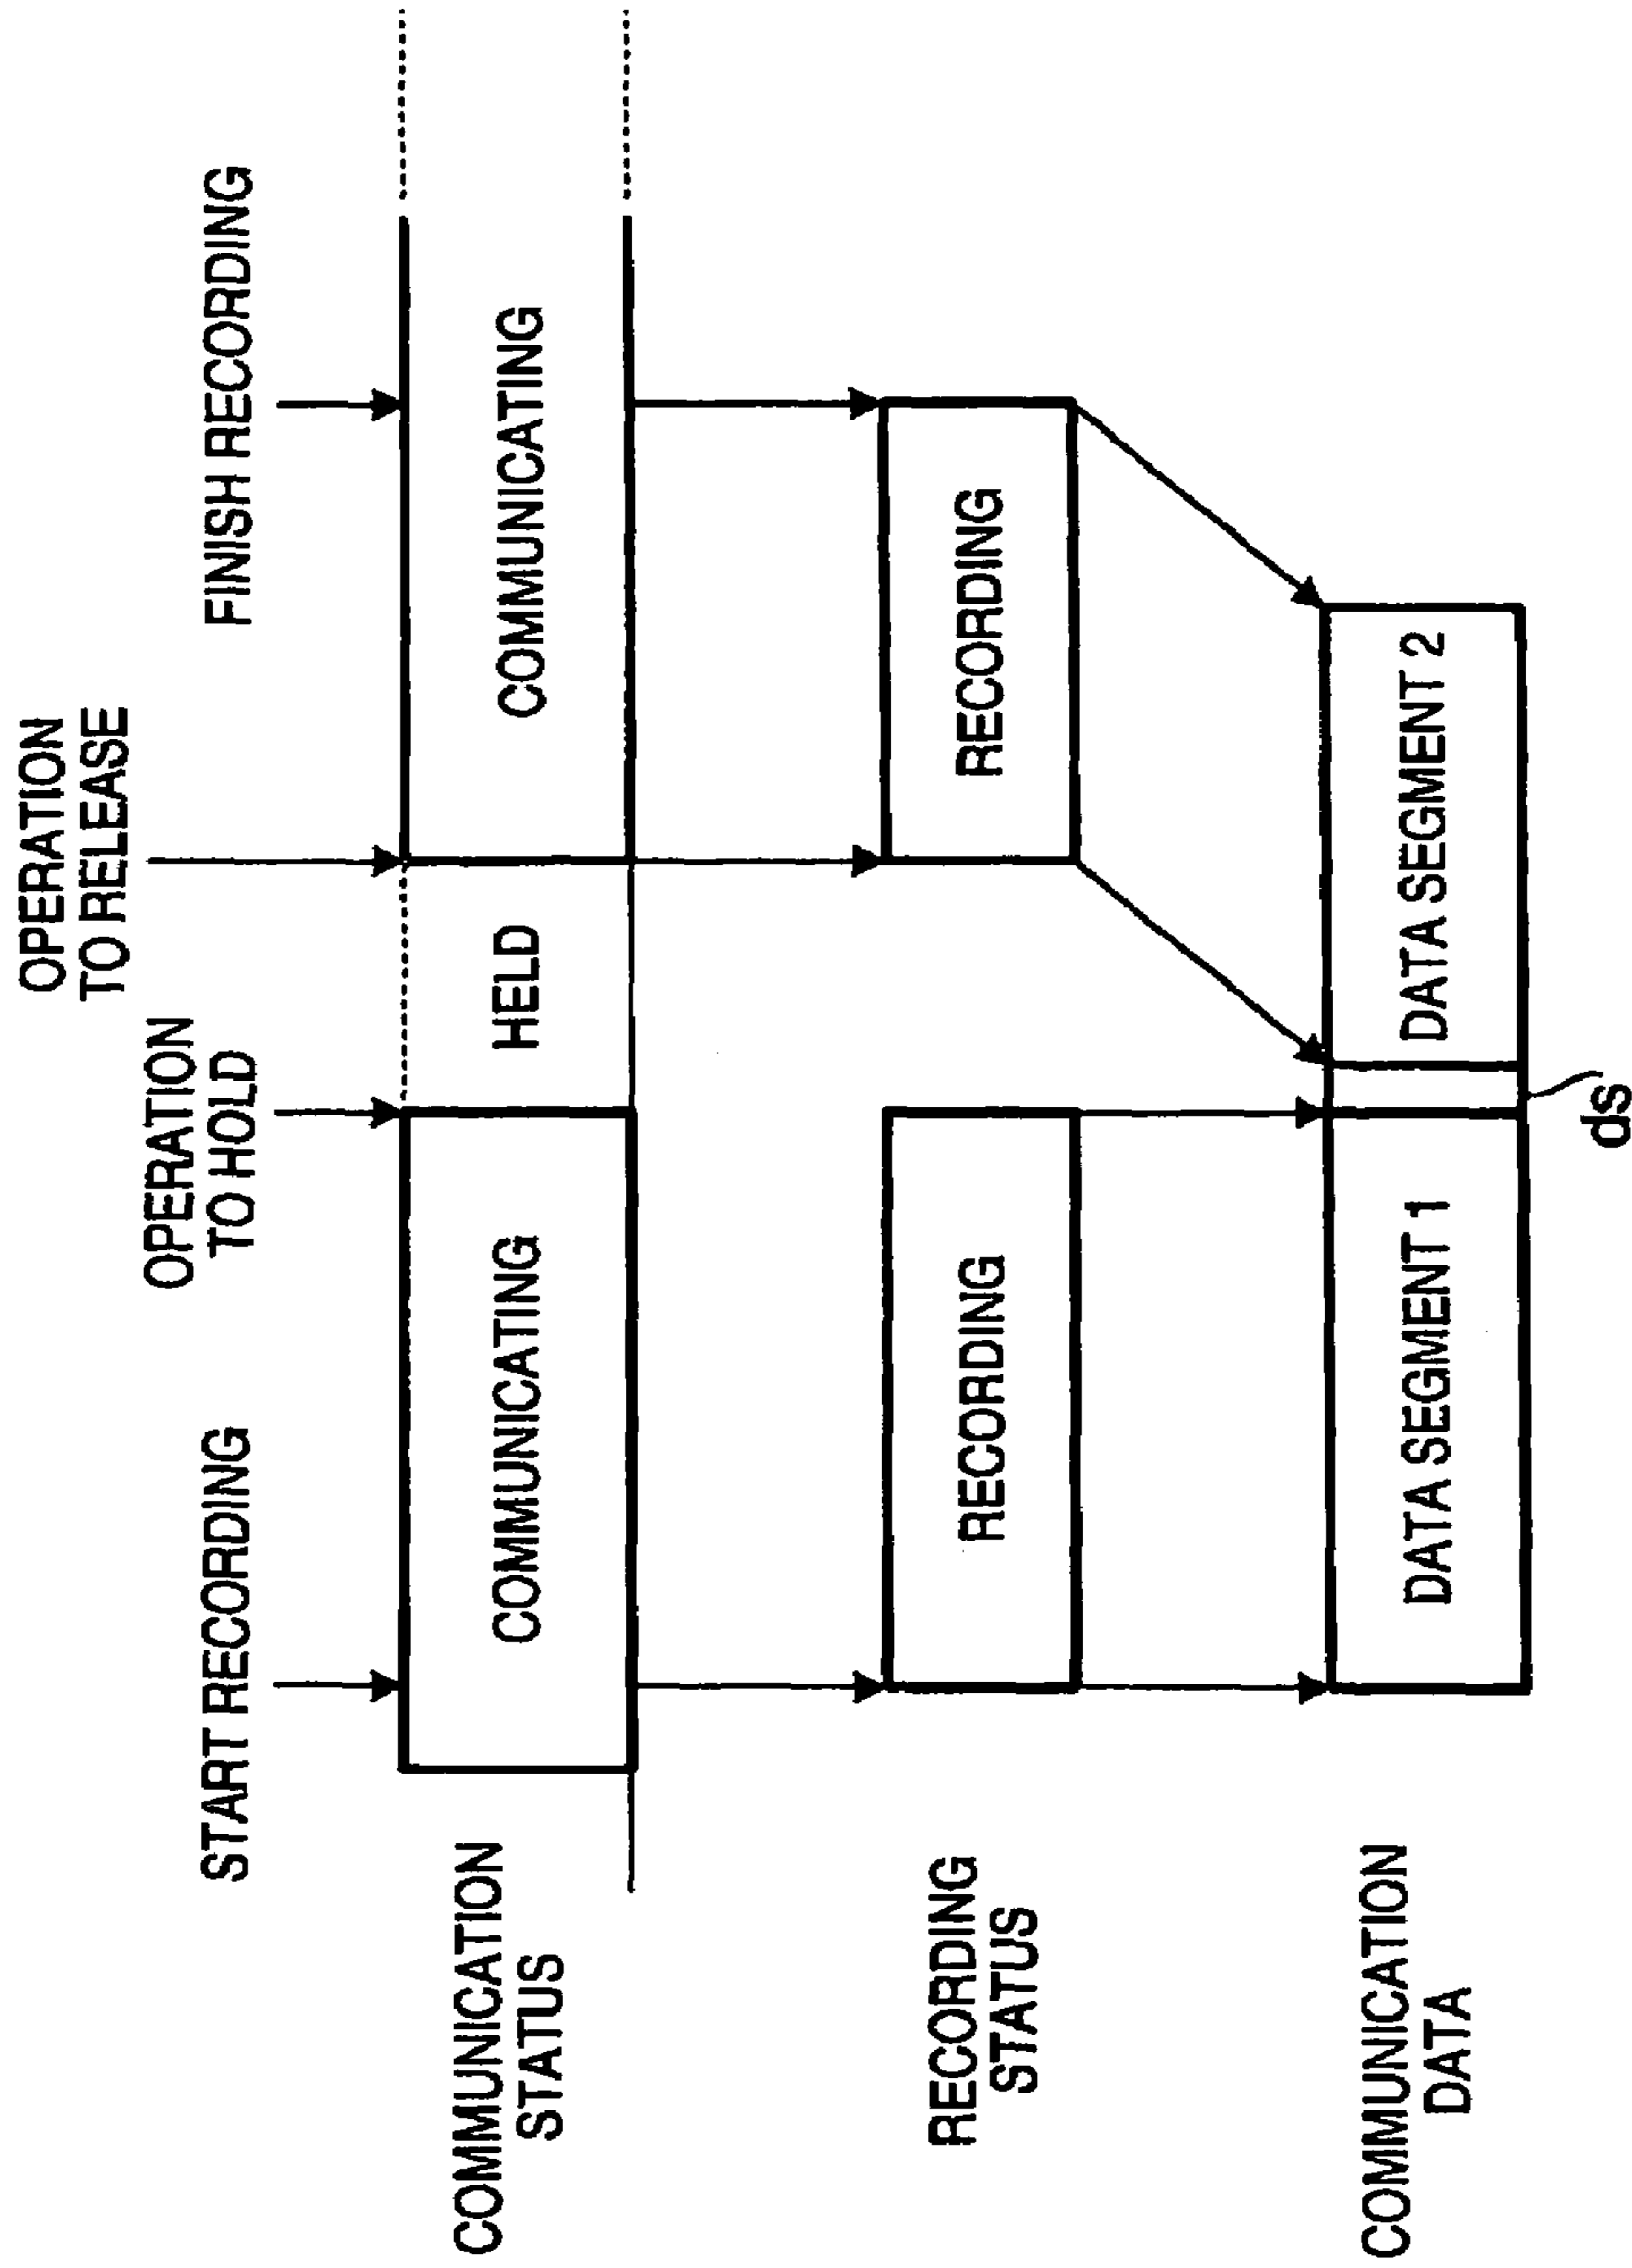 OPERATION
TO RELEASE
OPERATION
TO HOLD
START RECORDING
FINISH RECORDING
COMMUNICATION
STATUS
COMMUNICATING
HELD
COMMUNICATING
RECORDING
STATUS
RECORDING
RECORDING
COMMUNICATION
DATA
DATA SEGMENT 1
DATA SEGMENT 2
ds